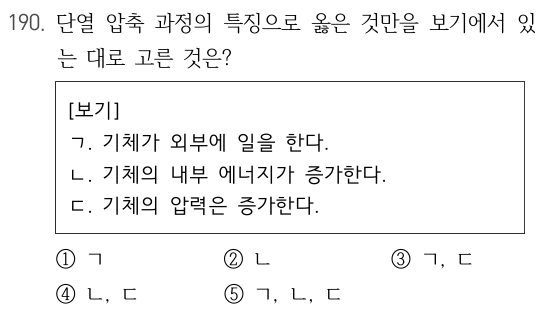 190. 단열 압축 과정의 특징으로 옳은 것만을 보기에서 있
는 대로 고른 것은?
[보기]
ㄱ. 기체가 외부에 일을 한다.
ㄴ. 기체의 내부 에너지가 증가한다.
ㄷ. 기체의 압력은 증가한다.
① ㄱ ② ㄴ ③ ㄱ, ㄷ
④ ㄴ, ㄷ ⑤ ㄱ, ㄴ, ㄷ